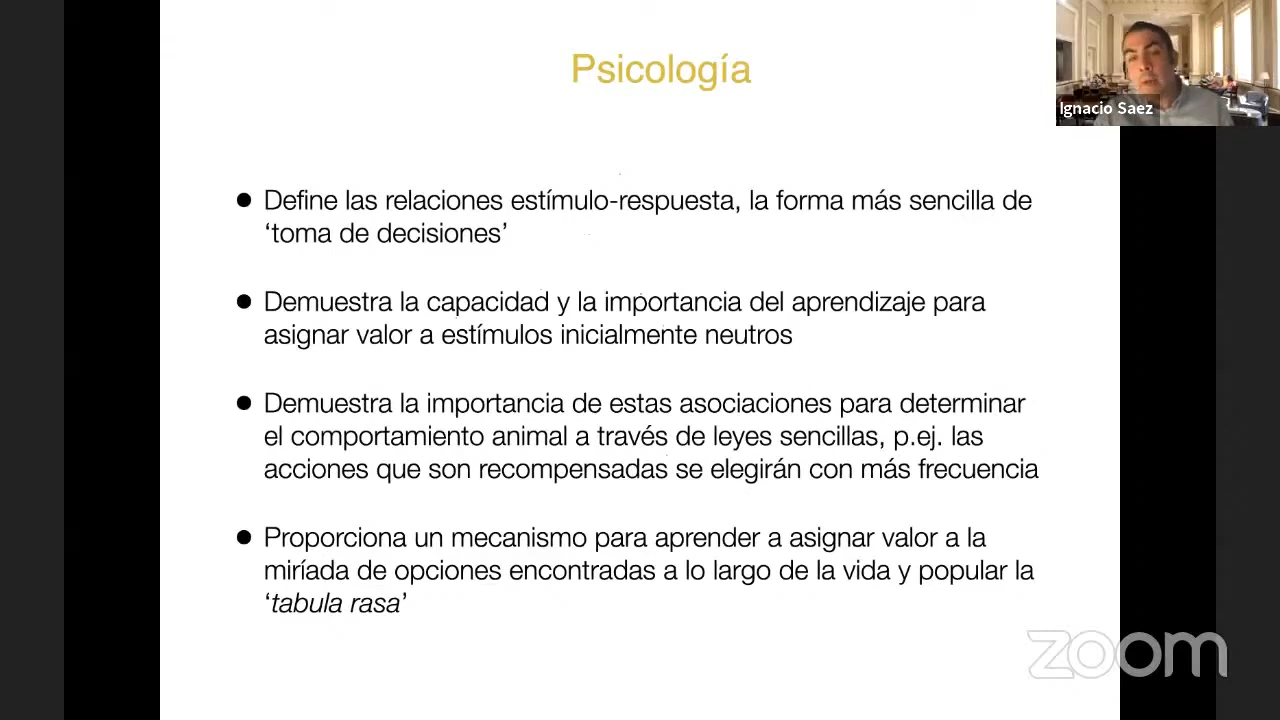 Psicología
Ignacio Saez
● Define las relaciones estímulo-respuesta, la forma más sencilla de
‘toma de decisiones’
● Demuestra la capacidad y la importancia del aprendizaje para
asignar valor a estímulos inicialmente neutros
● Demuestra la importancia de estas asociaciones para determinar
el comportamiento animal a través de leyes sencillas, p.ej. las
acciones que son recompensadas se elegirán con más frecuencia
● Proporciona un mecanismo para aprender a asignar valor a la
miríada de opciones encontradas a lo largo de la vida y popular la
‘tabula rasa’
zoom